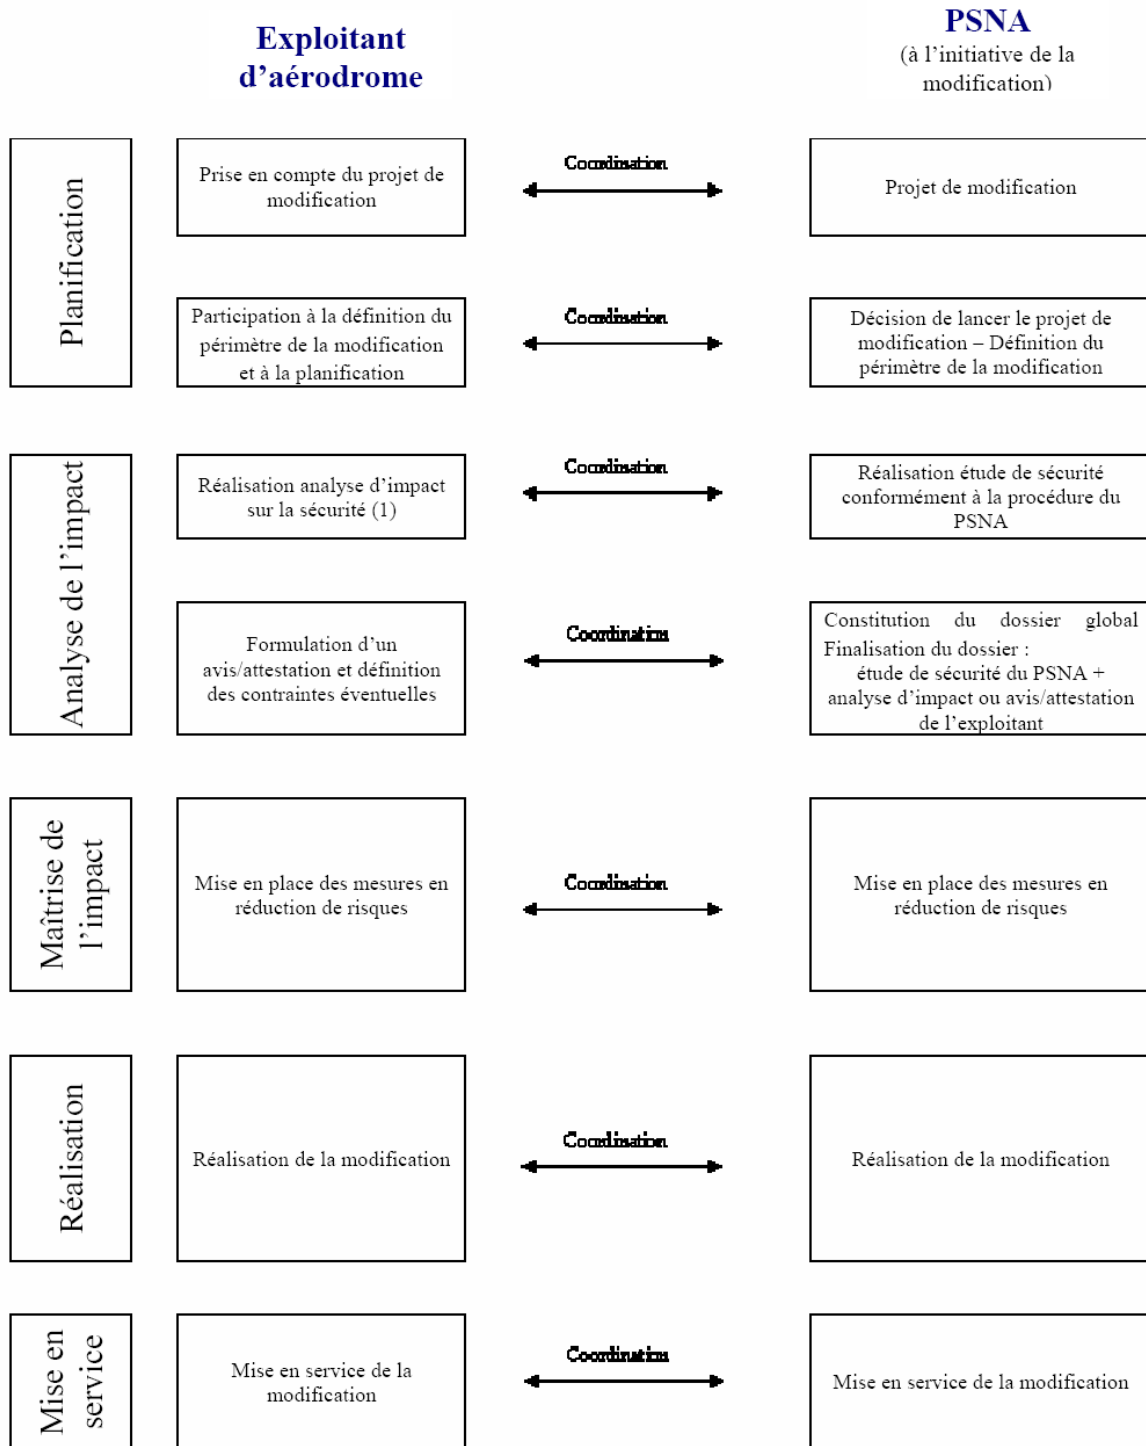 Exploitant
d'aérodrome
PSNA
(à l'initiative de la
modification)
Planification
Prise en compte du projet de
modification
Coordination
Projet de modification
Participation à la définition du
périmètre de la modification
et à la planification
Coordination
Décision de lancer le projet de
modification – Définition du
périmètre de la modification
Analyse de l'impact
Réalisation analyse d'impact
sur la sécurité (1)
Coordination
Réalisation étude de sécurité
conformément à la procédure du
PSNA
Formulation d'un
avis/attestation et définition
des contraintes éventuelles
Coordination
Constitution du dossier global
Finalisation du dossier :
étude de sécurité du PSNA +
analyse d'impact ou avis/attestation
de l'exploitant
Maîtrise de
l'impact
Mise en place des mesures en
réduction de risques
Coordination
Mise en place des mesures en
réduction de risques
Réalisation
Réalisation de la modification
Coordination
Réalisation de la modification
Mise en
service
Mise en service de la
modification
Coordination
Mise en service de la modification